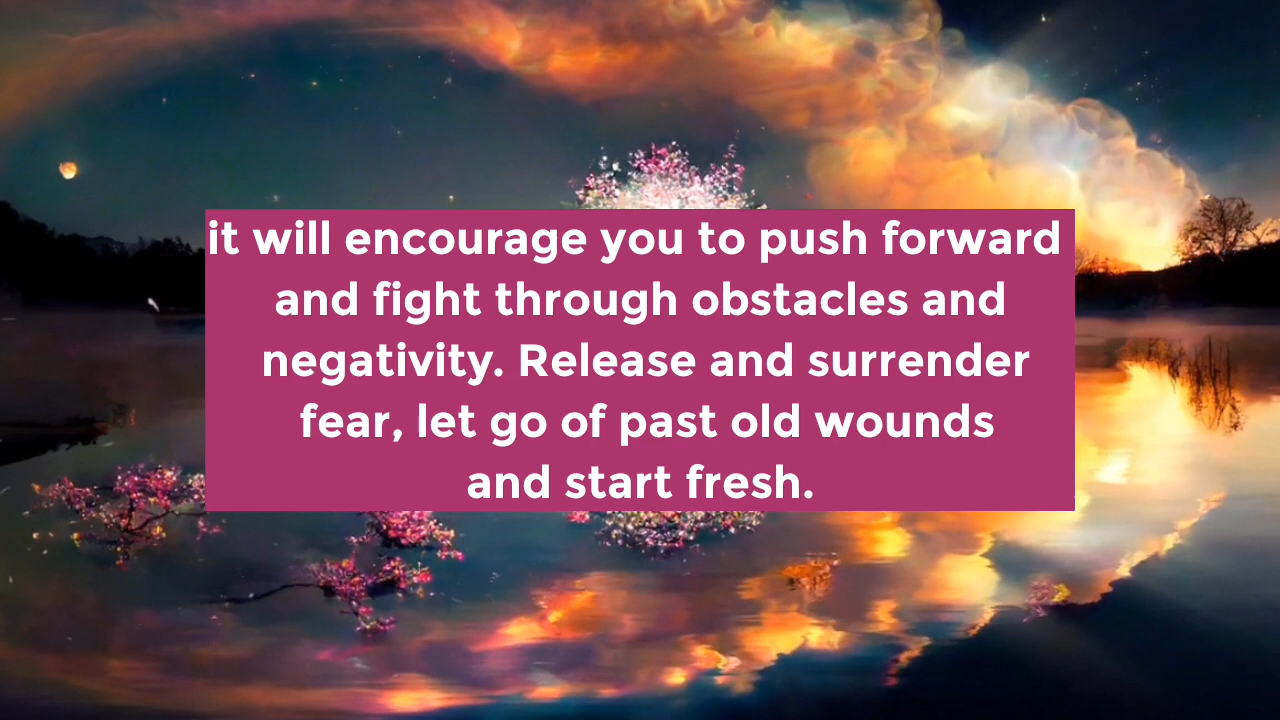 it will encourage you to push forward
and fight through obstacles and
negativity. Release and surrender
fear, let go of past old wounds
and start fresh.